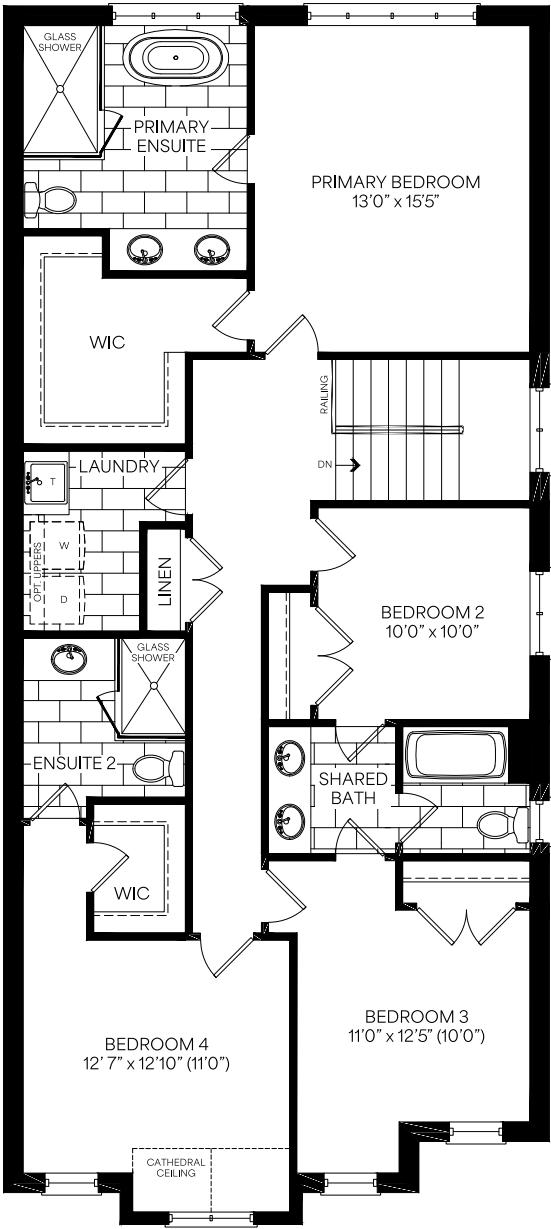 GLASS
SHOWER
PRIMARY
ENSUITE
PRIMARY BEDROOM
13'0" x 15'5"
WIC
RAILING
DN
LAUNDRY
T
W
OPT. UPPERS
D
LINEN
BEDROOM 2
10'0" x 10'0"
GLASS
SHOWER
ENSUITE 2
SHARED
BATH
WIC
BEDROOM 3
11'0" x 12'5" (10'0")
BEDROOM 4
12' 7" x 12'10" (11'0")
CATHEDRAL
CEILING